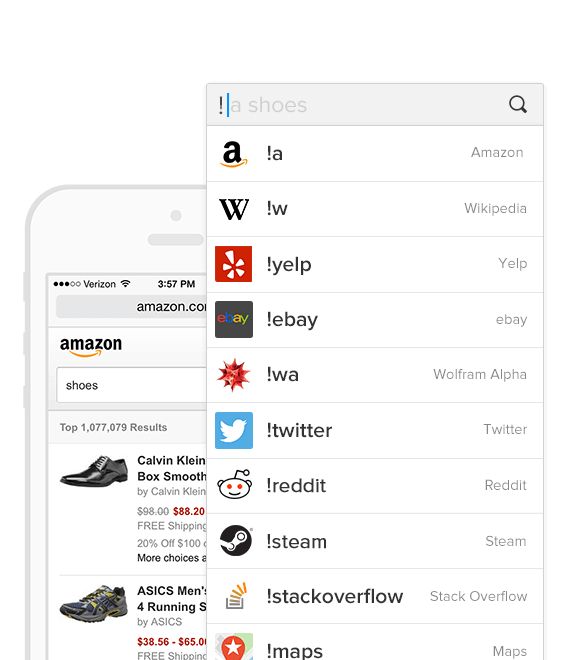 !a shoes
!a Amazon
W !w Wikipedia
!yelp Yelp
ebay !ebay ebay
!wa Wolfram Alpha
!twitter Twitter
!reddit Reddit
!steam Steam
!stackoverflow Stack Overflow
!maps Maps
Verizon 3:57 PM
amazon.co
amazon
shoes
Top 1,077,079 Results
Calvin Klein
Box Smooth
by Calvin Klein
$98.00 $88.20
FREE Shipping
20% Off $100
More choices a
ASICS Men's
4 Running S
by ASICS
$38.56 - $65.0
FREE Shipping